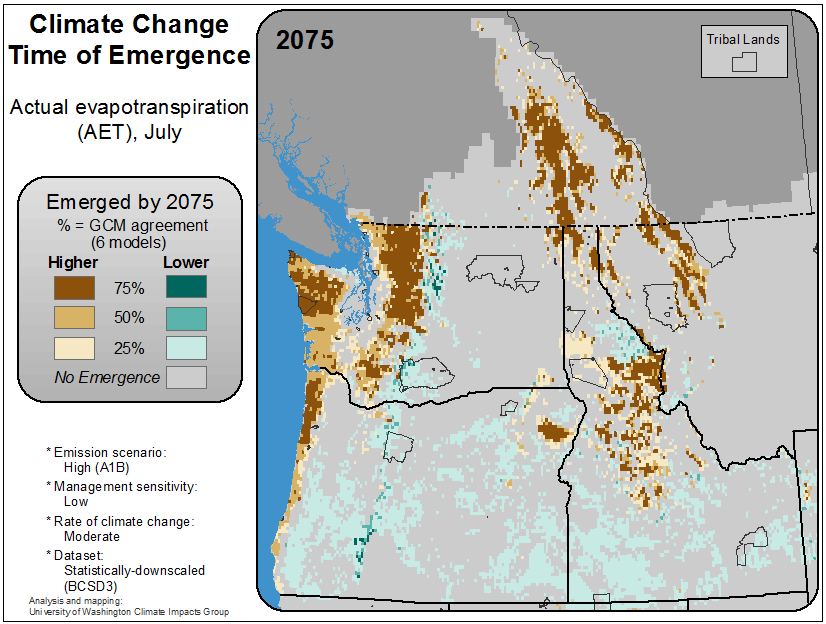 Climate Change
Time of Emergence
Actual evapotranspiration
(AET), July
Emerged by 2075
% = GCM agreement
(6 models)
Higher Lower
75%
50%
25%
No Emergence
* Emission scenario:
High (A1B)
* Management sensitivity:
Low
* Rate of climate change:
Moderate
* Dataset:
Statistically-downscaled
(BCSD3)
Analysis and mapping:
University of Washington Climate Impacts Group
2075
Tribal Lands